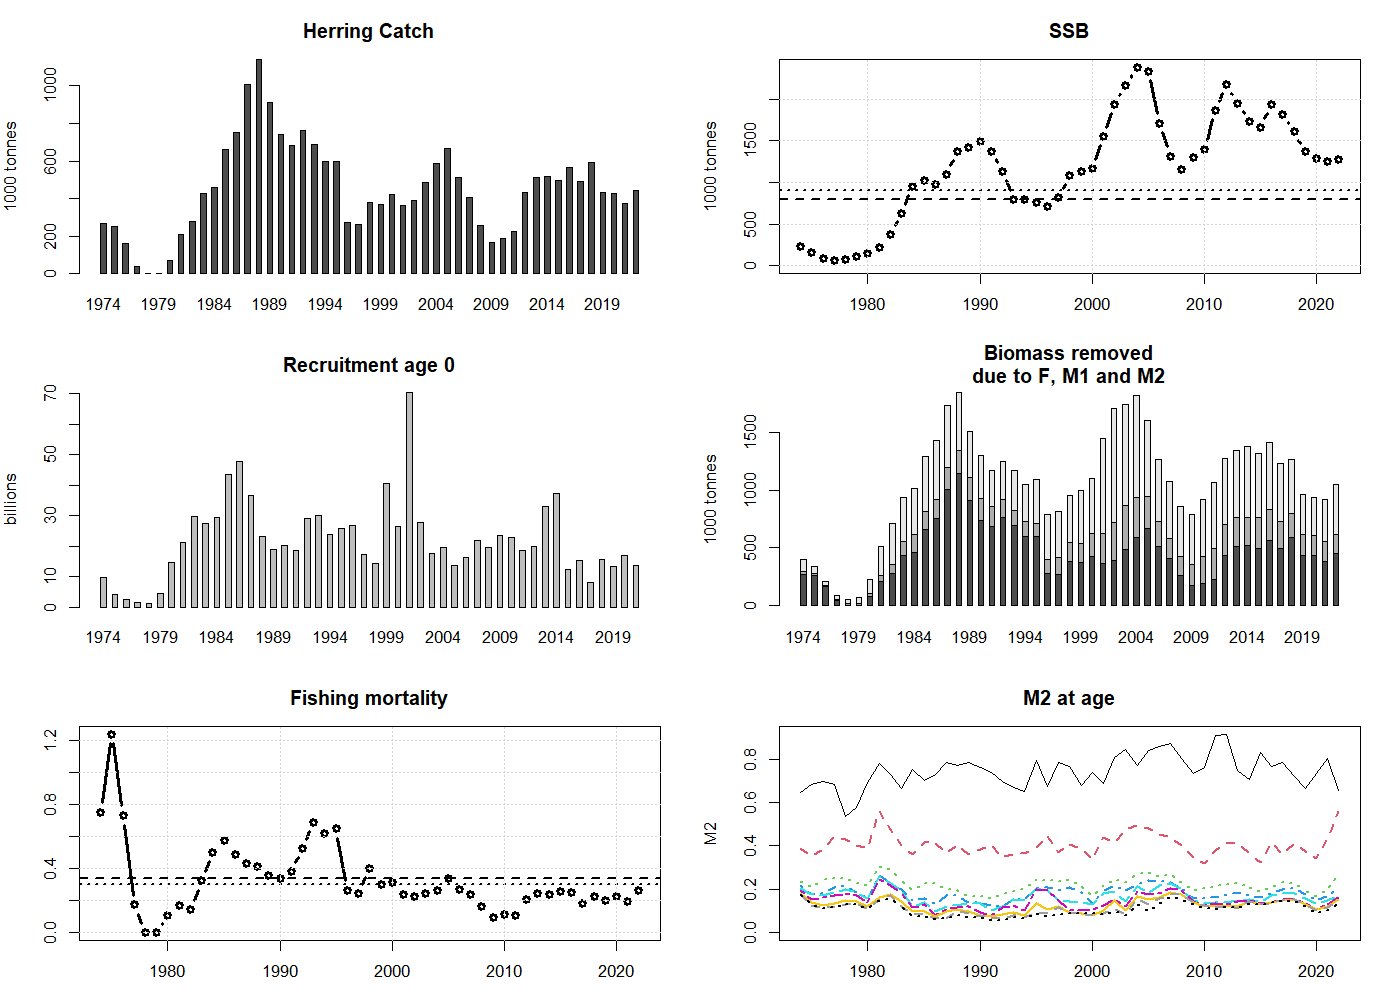 Herring Catch
1000 tonnes
0
200
600
1000
1974 1979 1984 1989 1994 1999 2004 2009 2014 2019
SSB
1000 tonnes
0
500
1500
1980 1990 2000 2010 2020
Recruitment age 0
billions
0
10
30
50
70
1974 1979 1984 1989 1994 1999 2004 2009 2014 2019
Biomass removed
due to F, M1 and M2
1000 tonnes
0
500
1000
1500
1974 1979 1984 1989 1994 1999 2004 2009 2014 2019
Fishing mortality
0.0
0.4
0.8
1.2
1980 1990 2000 2010 2020
M2 at age
M2
0.0
0.2
0.4
0.6
0.8
1980 1990 2000 2010 2020